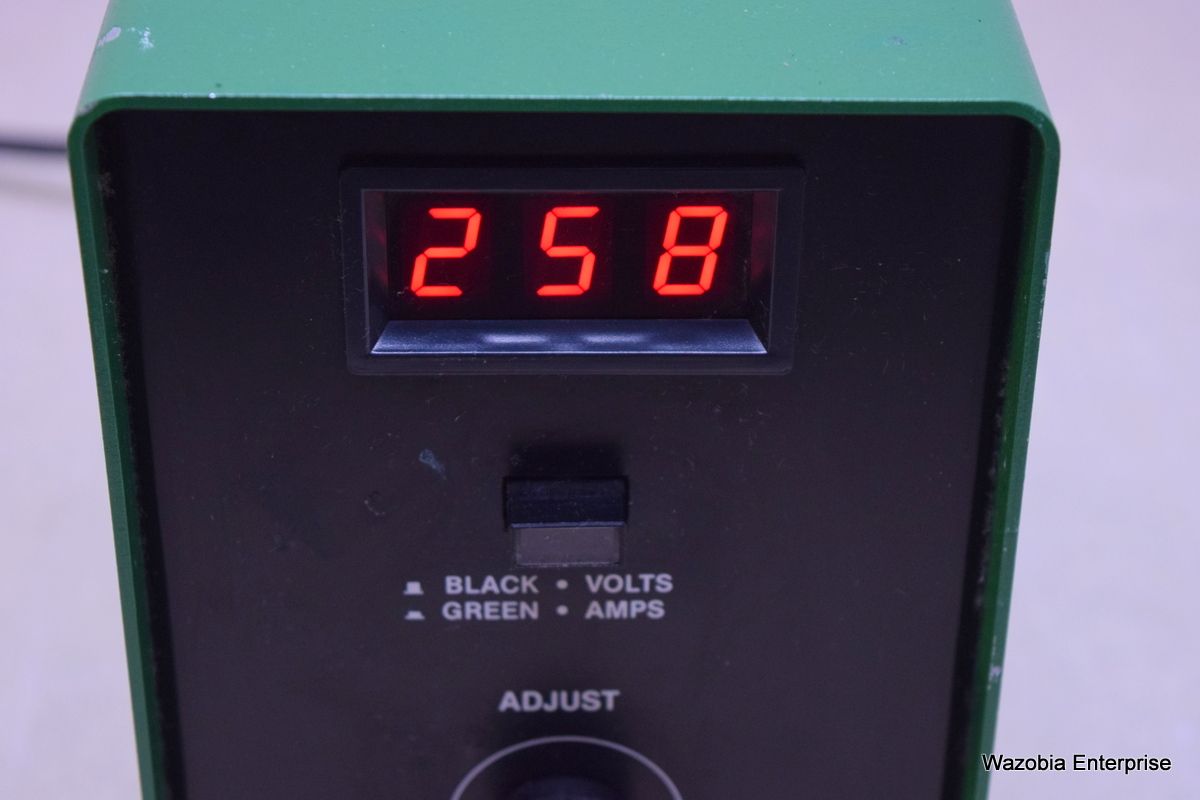 258
BLACK • VOLTS
GREEN • AMPS
ADJUST
Wazobia Enterprise